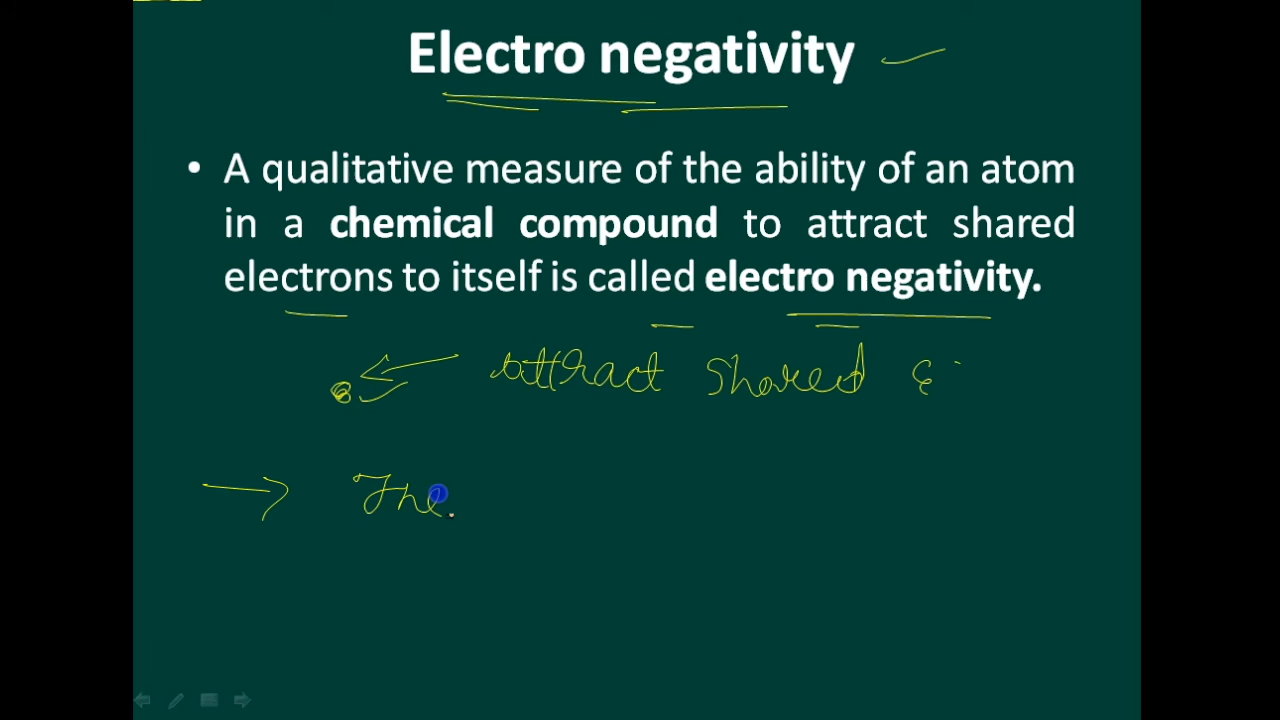 Electro negativity
• A qualitative measure of the ability of an atom
in a chemical compound to attract shared
electrons to itself is called electro negativity.
attract shared e-
→ The